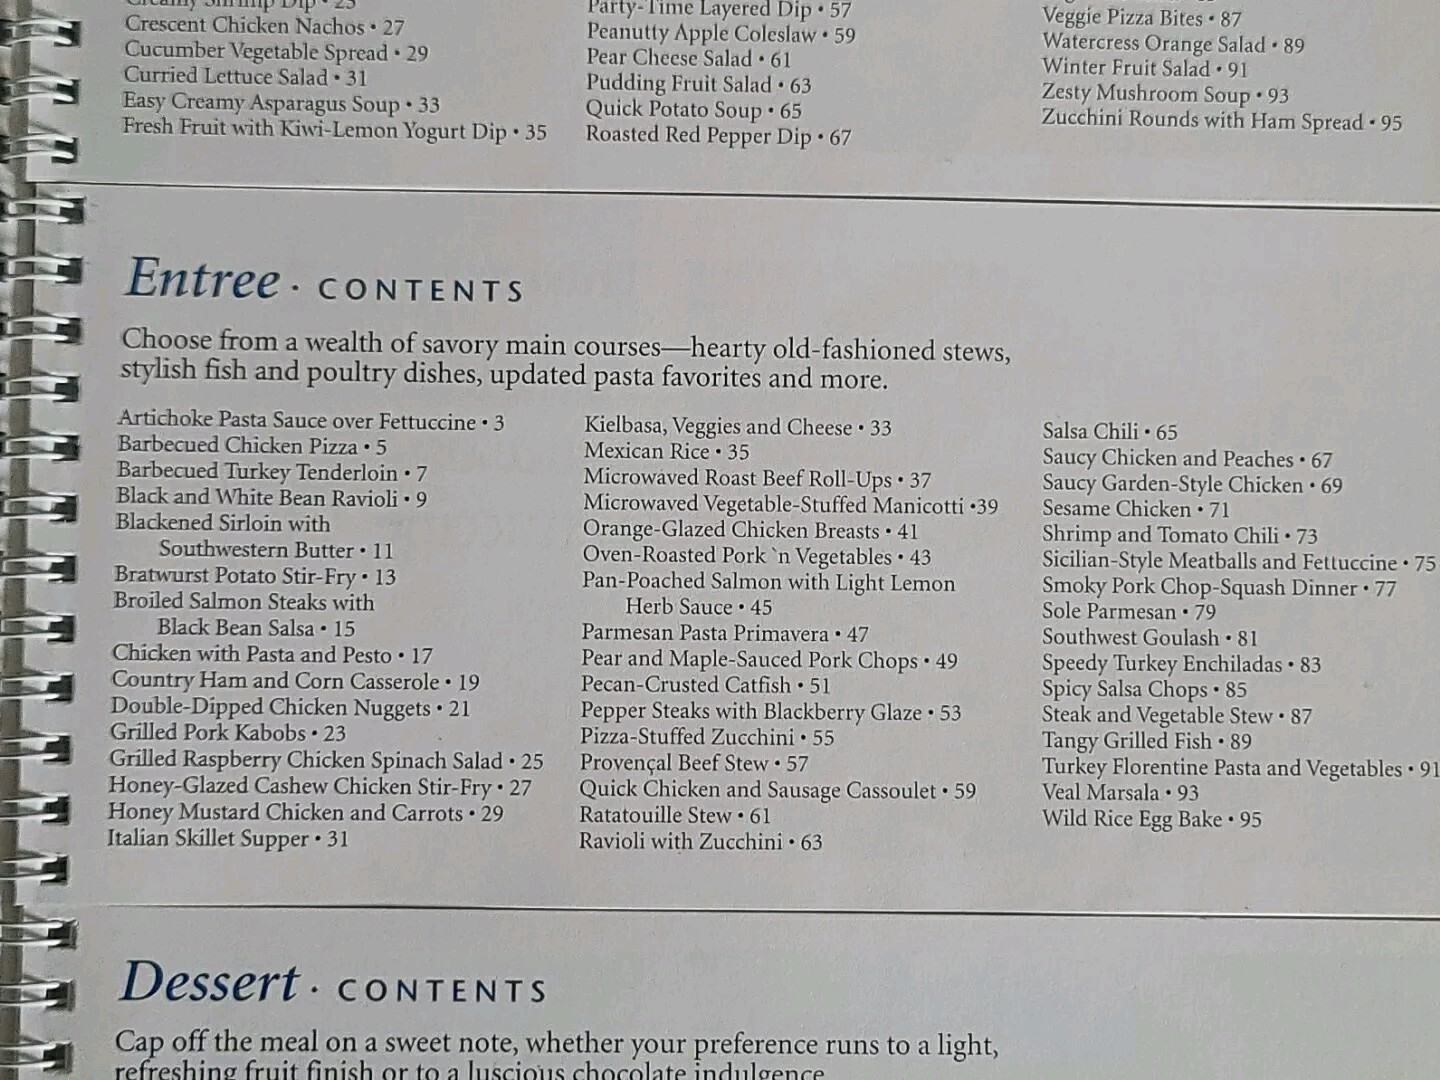 Creamy Shrimp Dip • 25
Crescent Chicken Nachos • 27
Cucumber Vegetable Spread • 29
Curried Lettuce Salad • 31
Easy Creamy Asparagus Soup • 33
Fresh Fruit with Kiwi-Lemon Yogurt Dip • 35
Party-Time Layered Dip • 57
Peanutty Apple Coleslaw • 59
Pear Cheese Salad • 61
Pudding Fruit Salad • 63
Quick Potato Soup • 65
Roasted Red Pepper Dip • 67
Veggie Pizza Bites • 87
Watercress Orange Salad • 89
Winter Fruit Salad • 91
Zesty Mushroom Soup • 93
Zucchini Rounds with Ham Spread • 95
Entree · CONTENTS
Choose from a wealth of savory main courses—hearty old-fashioned stews,
stylish fish and poultry dishes, updated pasta favorites and more.
Artichoke Pasta Sauce over Fettuccine • 3
Barbecued Chicken Pizza • 5
Barbecued Turkey Tenderloin • 7
Black and White Bean Ravioli • 9
Blackened Sirloin with
Southwestern Butter • 11
Bratwurst Potato Stir-Fry • 13
Broiled Salmon Steaks with
Black Bean Salsa • 15
Chicken with Pasta and Pesto • 17
Country Ham and Corn Casserole • 19
Double-Dipped Chicken Nuggets • 21
Grilled Pork Kabobs • 23
Grilled Raspberry Chicken Spinach Salad • 25
Honey-Glazed Cashew Chicken Stir-Fry • 27
Honey Mustard Chicken and Carrots • 29
Italian Skillet Supper • 31
Kielbasa, Veggies and Cheese • 33
Mexican Rice • 35
Microwaved Roast Beef Roll-Ups • 37
Microwaved Vegetable-Stuffed Manicotti •39
Orange-Glazed Chicken Breasts • 41
Oven-Roasted Pork `n Vegetables • 43
Pan-Poached Salmon with Light Lemon
Herb Sauce • 45
Parmesan Pasta Primavera • 47
Pear and Maple-Sauced Pork Chops • 49
Pecan-Crusted Catfish • 51
Pepper Steaks with Blackberry Glaze • 53
Pizza-Stuffed Zucchini • 55
Provençal Beef Stew • 57
Quick Chicken and Sausage Cassoulet • 59
Ratatouille Stew • 61
Ravioli with Zucchini • 63
Salsa Chili • 65
Saucy Chicken and Peaches • 67
Saucy Garden-Style Chicken • 69
Sesame Chicken • 71
Shrimp and Tomato Chili • 73
Sicilian-Style Meatballs and Fettuccine • 75
Smoky Pork Chop-Squash Dinner • 77
Sole Parmesan • 79
Southwest Goulash • 81
Speedy Turkey Enchiladas • 83
Spicy Salsa Chops • 85
Steak and Vegetable Stew • 87
Tangy Grilled Fish • 89
Turkey Florentine Pasta and Vegetables • 91
Veal Marsala • 93
Wild Rice Egg Bake • 95
Dessert · CONTENTS
Cap off the meal on a sweet note, whether your preference runs to a light,
refreshing fruit finish or to a luscious chocolate indulgence